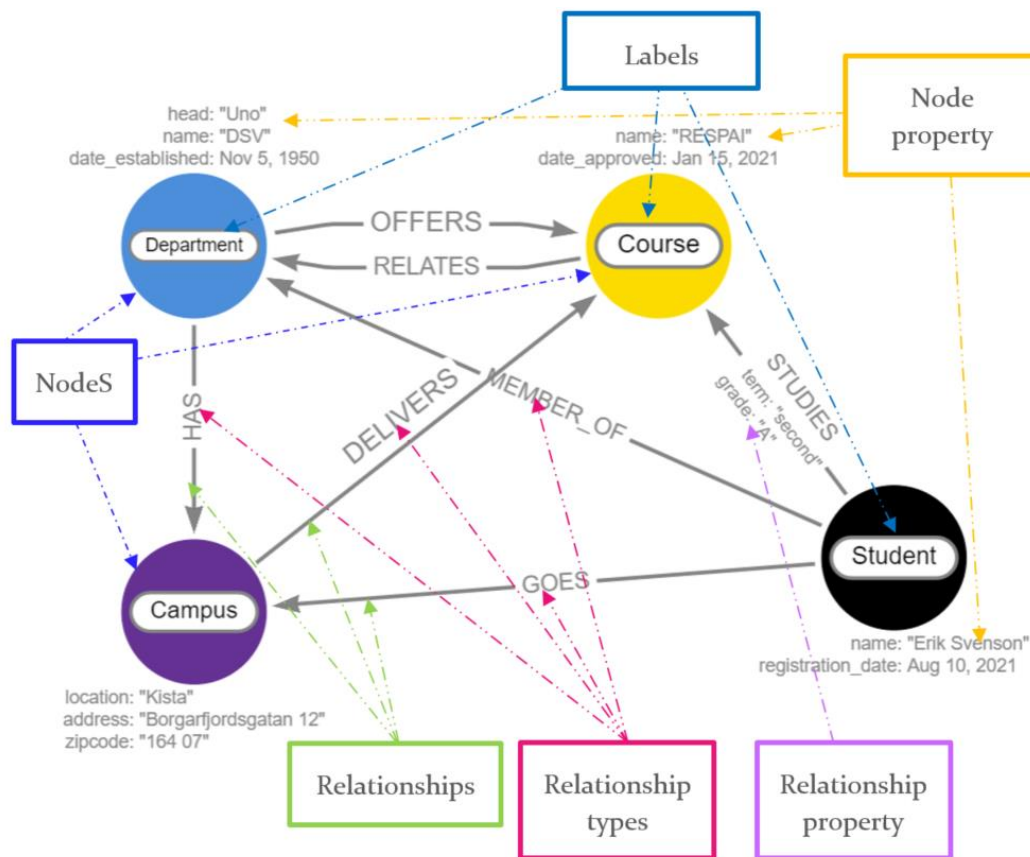 Labels
Node
property
head: "Uno"
name: "DSV"
date_established: Nov 5, 1950
name: "RESPAI"
date_approved: Jan 15, 2021
Department
OFFERS
RELATES
Course
NodeS
HAS
DELIVERS
MEMBER_OF
STUDIES
term: "second"
grade: "A"
Student
Campus
GOES
name: "Erik Svenson"
registration_date: Aug 10, 2021
location: "Kista"
address: "Borgarfjordsgatan 12"
zipcode: "164 07"
Relationships
Relationship
types
Relationship
property